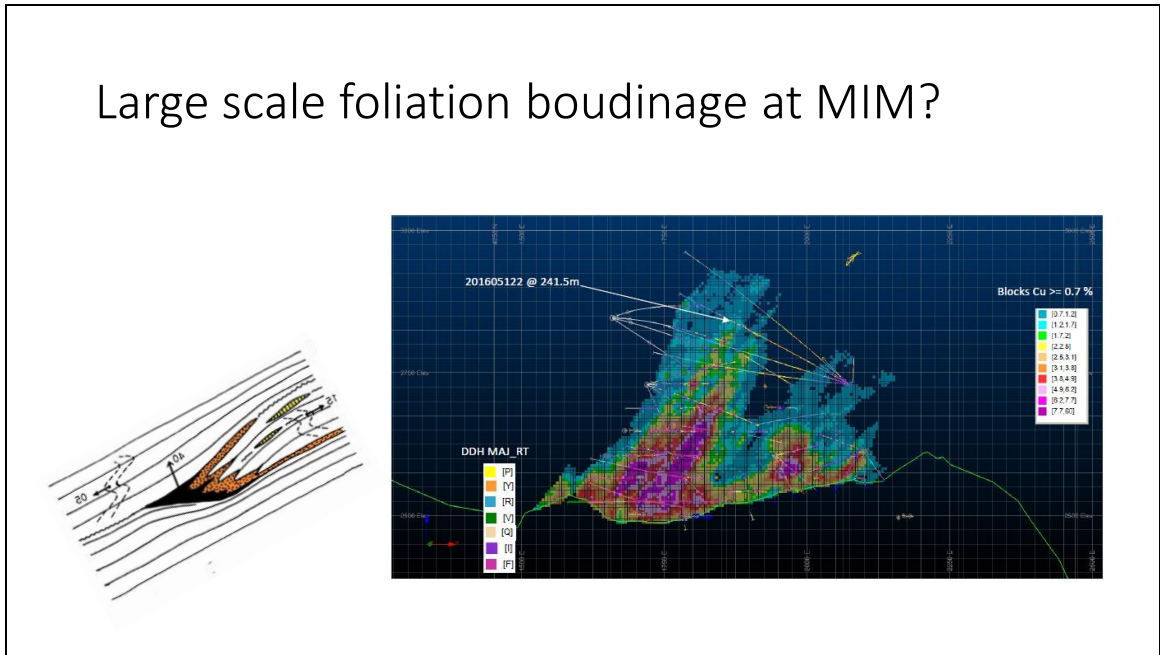 Large scale foliation boudinage at MIM?
201605122 @ 241.5m
Blocks Cu >= 0.7 %
[0.7,1.2]
[1.2,1.7]
[1.7,2]
[2,2.5]
[2.5,3.1]
[3.1,3.8]
[3.8,4.9]
[4.9,6.2]
[6.2,7.7]
[7.7,60]
DDH MAJ_RT
[P]
[Y]
[R]
[V]
[Q]
[I]
[F]